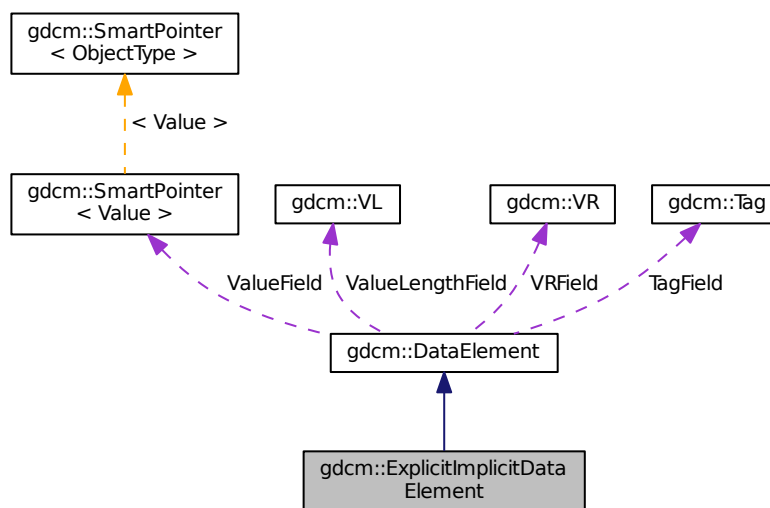 gdcm::SmartPointer
< ObjectType >
< Value >
gdcm::SmartPointer
< Value >
gdcm::VL
gdcm::VR
gdcm::Tag
ValueField
ValueLengthField
VRField
TagField
gdcm::DataElement
gdcm::ExplicitImplicitData
Element